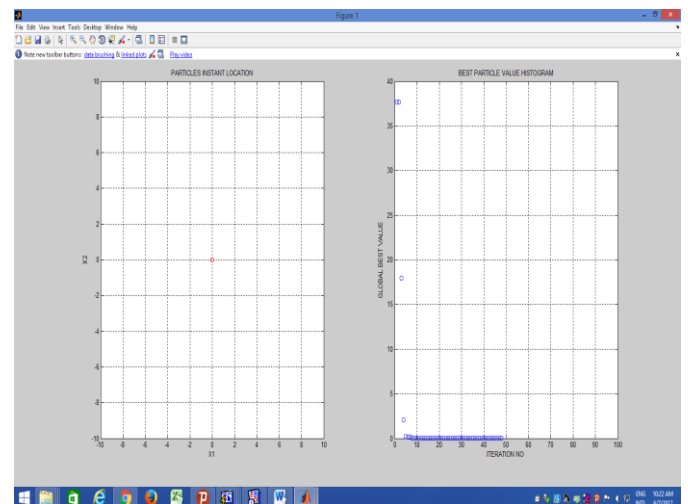 Figure 1
File Edit View Insert Tools Desktop Window Help
Note new toolbar buttons: data brushing & linked plots Play video
PARTICLES INSTANT LOCATION
10
8
6
4
2
0
-2
-4
-6
-8
-10
X2
-10 -8 -6 -4 -2 0 2 4 6 8 10
X1
BEST PARTICLE VALUE HISTOGRAM
40
35
30
25
20
15
10
5
0
GLOBAL BEST VALUE
0 10 20 30 40 50 60 70 80 90 100
ITERATION NO
ENG 10:22 AM
INTL 4/7/2017